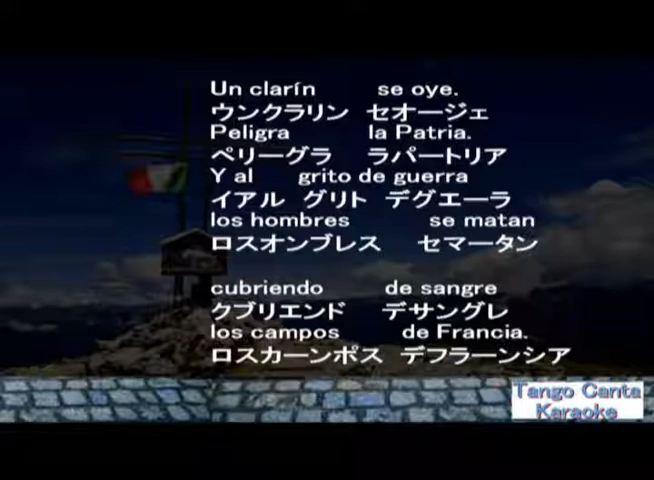 Un clarín se oye.
ウンクラリン セオージェ
Peligra la Patria.
ペリーグラ ラパートリア
Y al grito de guerra
イアル グリト デグエーラ
los hombres se matan
ロスオンブレス セマータン
cubriendo de sangre
クブリエンド デサングレ
los campos de Francia.
ロスカーンポス デフラーンシア
Tango Canta
Karaoke